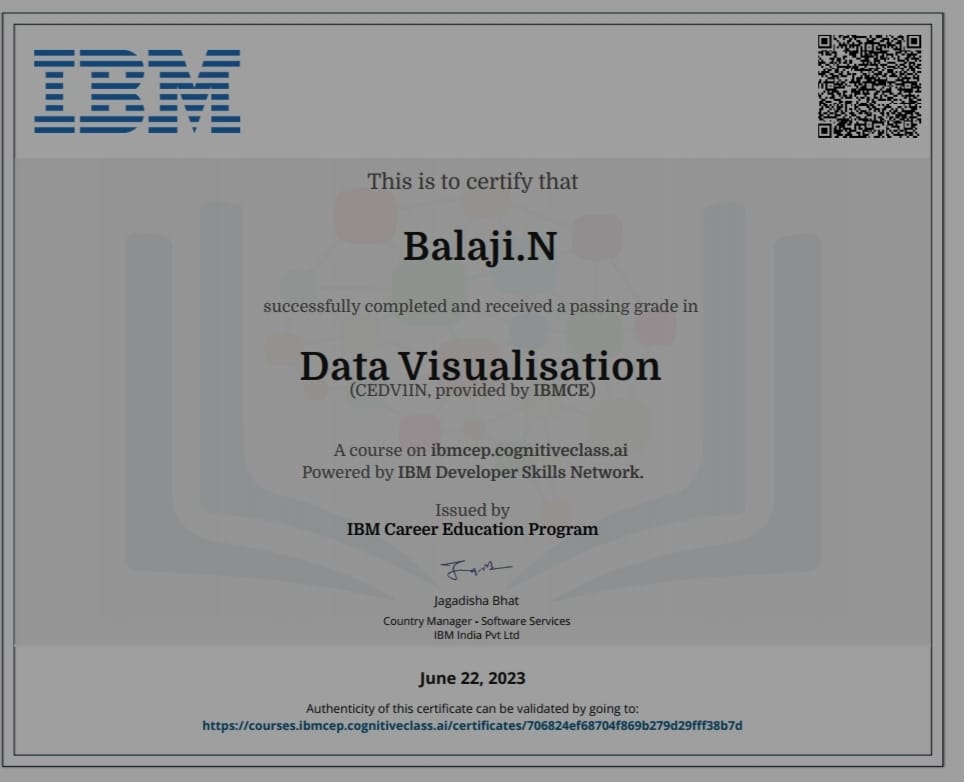 IBM
This is to certify that
Balaji.N
successfully completed and received a passing grade in
Data Visualisation
(CEDV1IN, provided by IBMCE)
A course on ibmcep.cognitiveclass.ai
Powered by IBM Developer Skills Network.
Issued by
IBM Career Education Program
Jagadisha Bhat
Country Manager - Software Services
IBM India Pvt Ltd
June 22, 2023
Authenticity of this certificate can be validated by going to:
https://courses.ibmcep.cognitiveclass.ai/certificates/706824ef68704f869b279d29fff38b7d